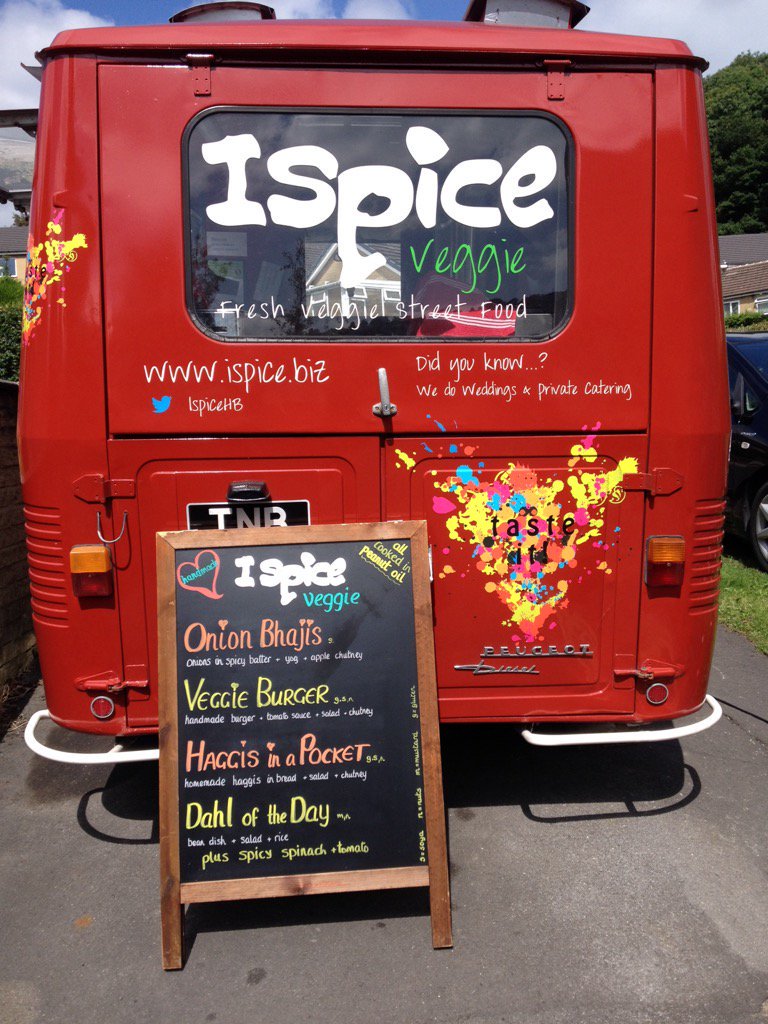 Ispice
veggie
Fresh Veggie Street Food
www.ispice.biz
IspiceHB
Did you know...?
We do Weddings & Private Catering
taste
it!
PEUGEOT
Diesel
TNB
handmade
I spice
veggie
all
cooked in
Peanut oil
Onion Bhajis g.
onions in spicy batter + yog + apple chutney
Veggie Burger g.s.n.
handmade burger + tomato sauce + salad + chutney
Haggis in a Pocket g.s.n.
homemade haggis in bread + salad + chutney
Dahl of the Day m,n.
bean dish + salad + rice
plus spicy spinach + tomato
s = soya n = nuts m = mustard g = gluten